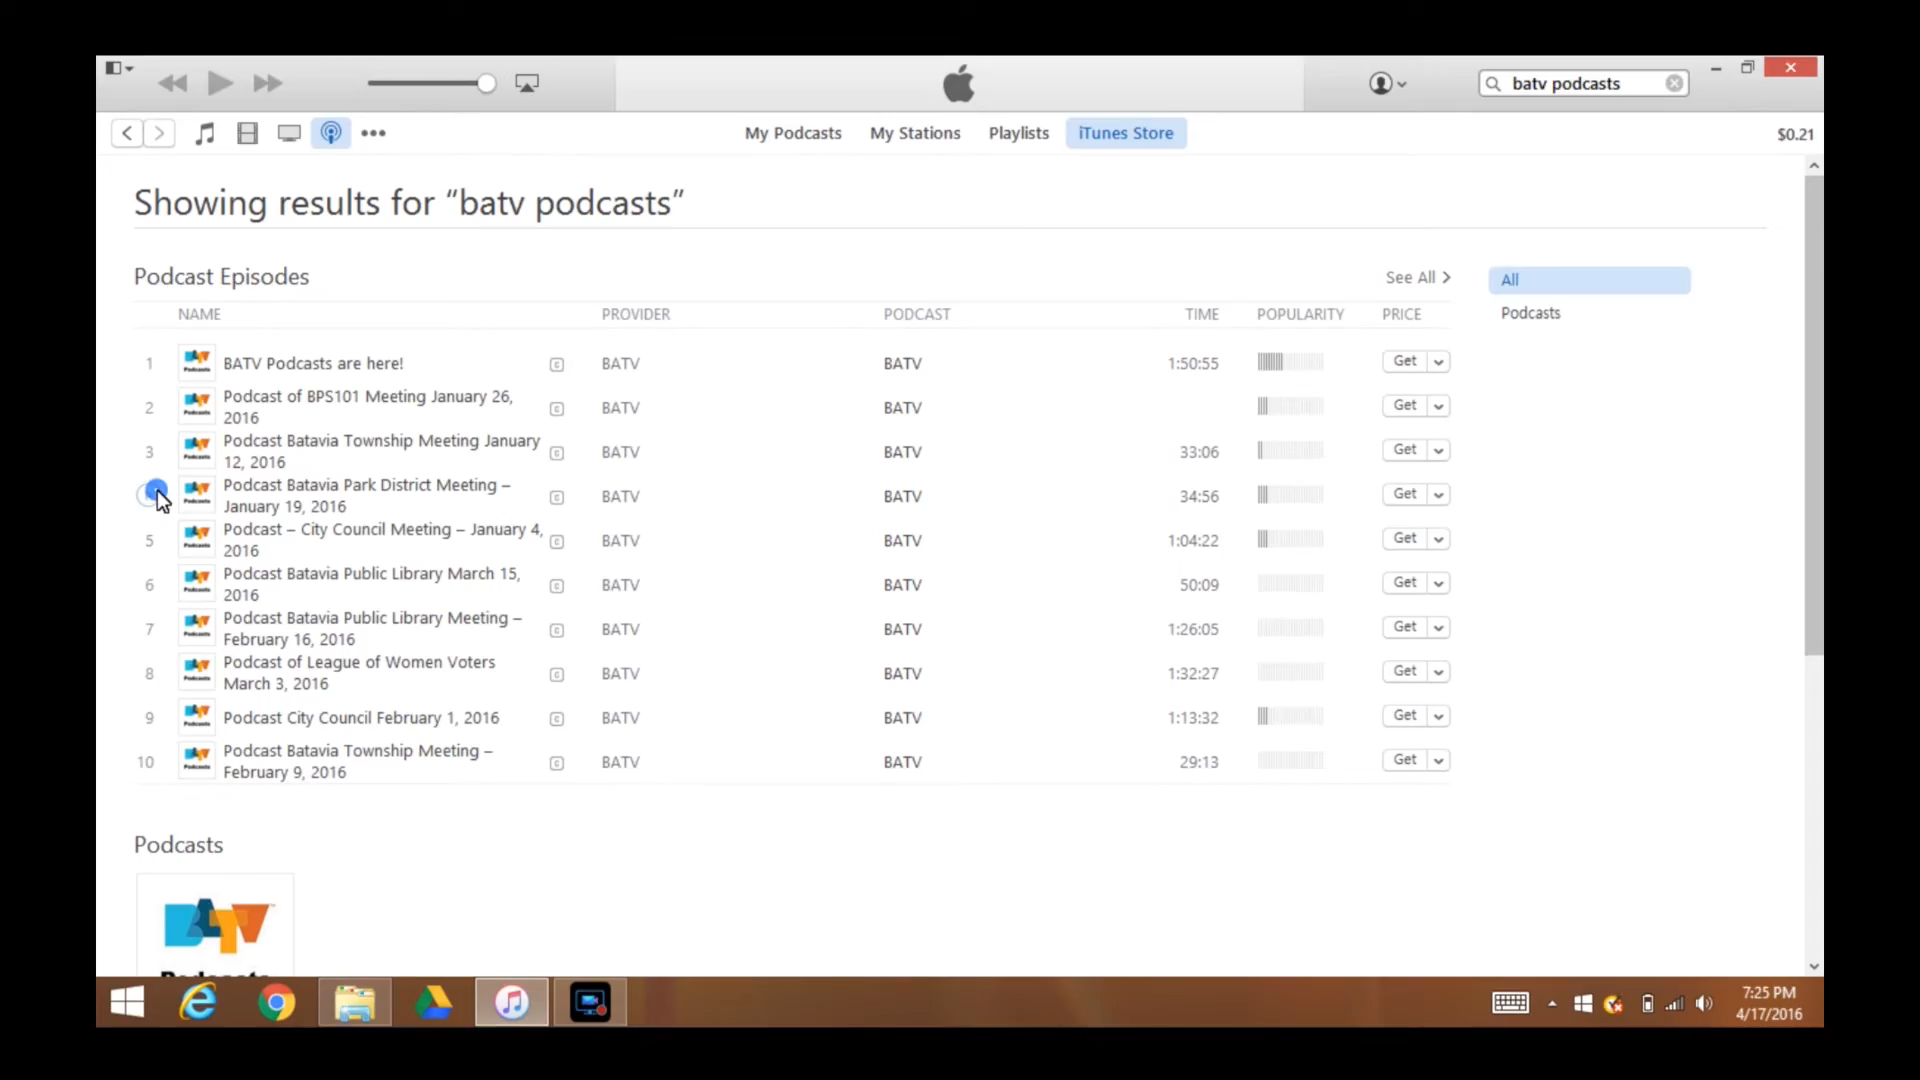 batv podcasts
My Podcasts My Stations Playlists iTunes Store $0.21
Showing results for “batv podcasts”
Podcast Episodes See All
All
Podcasts
NAME PROVIDER PODCAST TIME POPULARITY PRICE
1 BATV Podcasts are here! C BATV BATV 1:50:55 Get
2 Podcast of BPS101 Meeting January 26,
2016 C BATV BATV Get
3 Podcast Batavia Township Meeting January
12, 2016 C BATV BATV 33:06 Get
Podcast Batavia Park District Meeting –
January 19, 2016 C BATV BATV 34:56 Get
5 Podcast – City Council Meeting – January 4,
2016 C BATV BATV 1:04:22 Get
6 Podcast Batavia Public Library March 15,
2016 C BATV BATV 50:09 Get
7 Podcast Batavia Public Library Meeting –
February 16, 2016 C BATV BATV 1:26:05 Get
8 Podcast of League of Women Voters
March 3, 2016 C BATV BATV 1:32:27 Get
9 Podcast City Council February 1, 2016 C BATV BATV 1:13:32 Get
10 Podcast Batavia Township Meeting –
February 9, 2016 C BATV BATV 29:13 Get
Podcasts
BATV
Podcasts
7:25 PM
4/17/2016